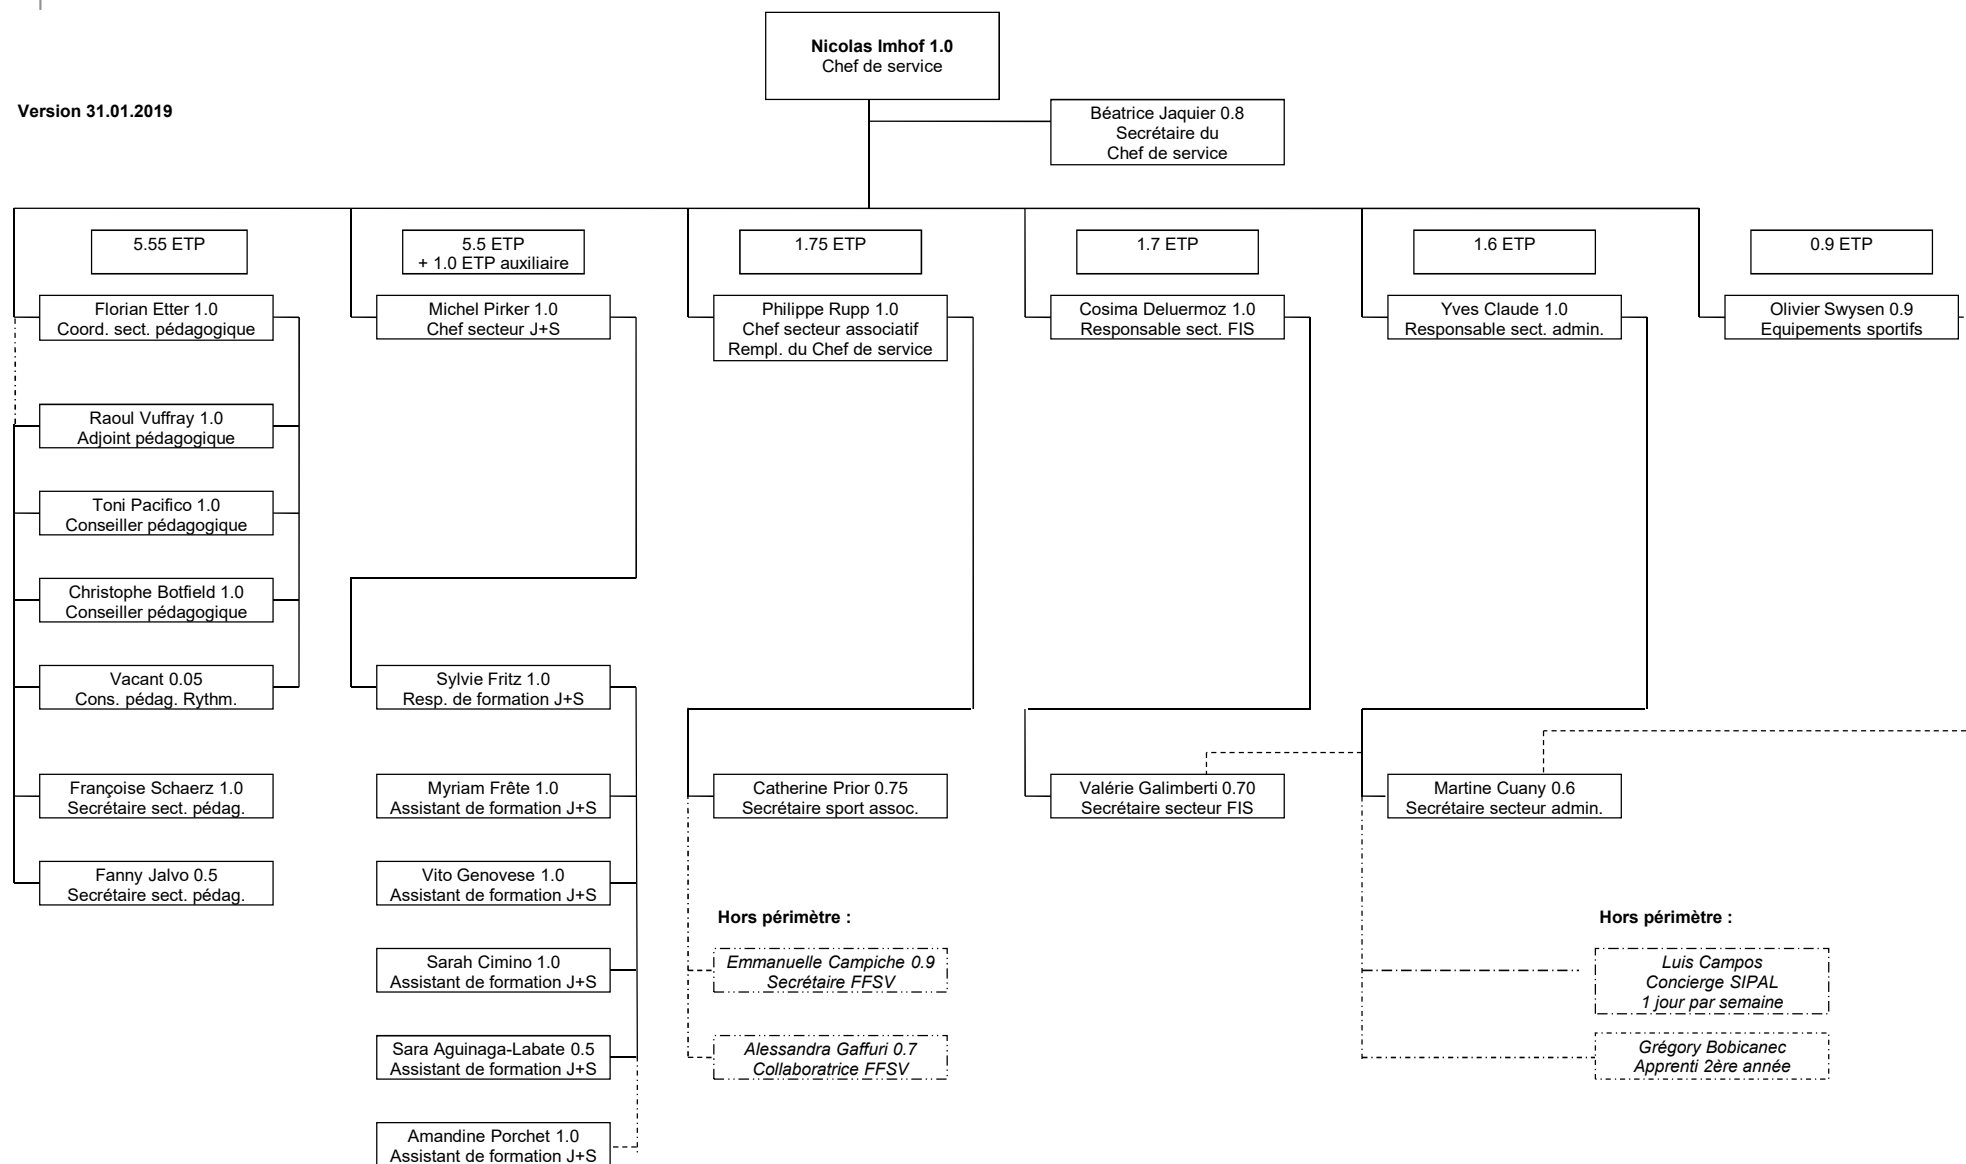 Nicolas Imhof 1.0
Chef de service
Version 31.01.2019
Béatrice Jaquier 0.8
Secrétaire du
Chef de service
5.55 ETP
5.5 ETP
+ 1.0 ETP auxiliaire
1.75 ETP
1.7 ETP
1.6 ETP
0.9 ETP
Florian Etter 1.0
Coord. sect. pédagogique
Michel Pirker 1.0
Chef secteur J+S
Philippe Rupp 1.0
Chef secteur associatif
Rempl. du Chef de service
Cosima Deluermoz 1.0
Responsable sect. FIS
Yves Claude 1.0
Responsable sect. admin.
Olivier Swysen 0.9
Equipements sportifs
Raoul Vuffray 1.0
Adjoint pédagogique
Toni Pacifico 1.0
Conseiller pédagogique
Christophe Botfield 1.0
Conseiller pédagogique
Vacant 0.05
Cons. pédag. Rythm.
Sylvie Fritz 1.0
Resp. de formation J+S
Françoise Schaerz 1.0
Secrétaire sect. pédag.
Myriam Frête 1.0
Assistant de formation J+S
Catherine Prior 0.75
Secrétaire sport assoc.
Valérie Galimberti 0.70
Secrétaire secteur FIS
Martine Cuany 0.6
Secrétaire secteur admin.
Fanny Jalvo 0.5
Secrétaire sect. pédag.
Vito Genovese 1.0
Assistant de formation J+S
Hors périmètre :
Hors périmètre :
Sarah Cimino 1.0
Assistant de formation J+S
Emmanuelle Campiche 0.9
Secrétaire FFSV
Luis Campos
Concierge SIPAL
1 jour par semaine
Sara Aguinaga-Labate 0.5
Assistant de formation J+S
Alessandra Gaffuri 0.7
Collaboratrice FFSV
Grégory Bobicanec
Apprenti 2ère année
Amandine Porchet 1.0
Assistant de formation J+S